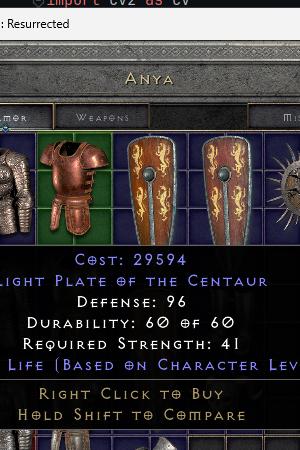 import cv2 as cv
: Resurrected
Anya
Weapons
Cost: 29594
ight Plate of the Centaur
Defense: 96
Durability: 60 of 60
Required Strength: 41
Life (Based on Character Lev
Right Click to Buy
Hold Shift to Compare